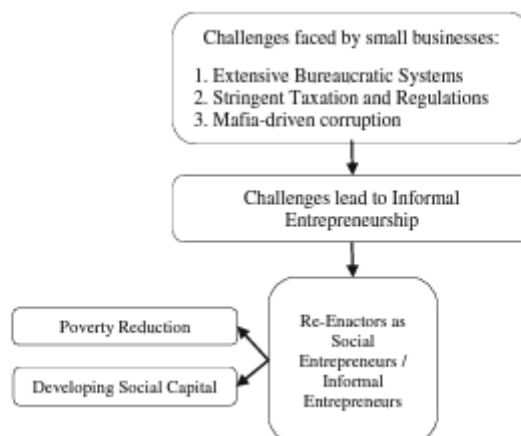 Challenges faced by small businesses:
1. Extensive Bureaucratic Systems
2. Stringent Taxation and Regulations
3. Mafia-driven corruption
Challenges lead to Informal
Entrepreneurship
Re-Enactors as
Social
Entrepreneurs /
Informal
Entrepreneurs
Poverty Reduction
Developing Social Capital